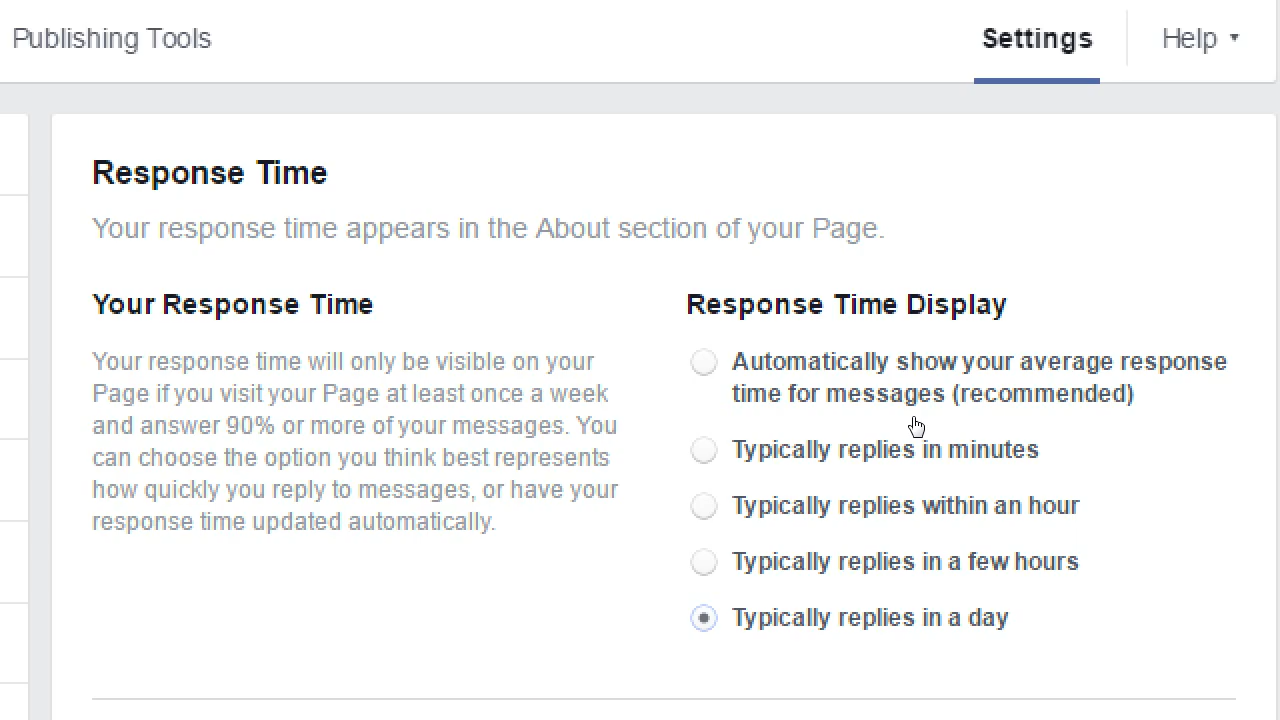 Publishing Tools
Settings
Help
Response Time
Your response time appears in the About section of your Page.
Your Response Time
Your response time will only be visible on your
Page if you visit your Page at least once a week
and answer 90% or more of your messages. You
can choose the option you think best represents
how quickly you reply to messages, or have your
response time updated automatically.
Response Time Display
Automatically show your average response
time for messages (recommended)
Typically replies in minutes
Typically replies within an hour
Typically replies in a few hours
Typically replies in a day